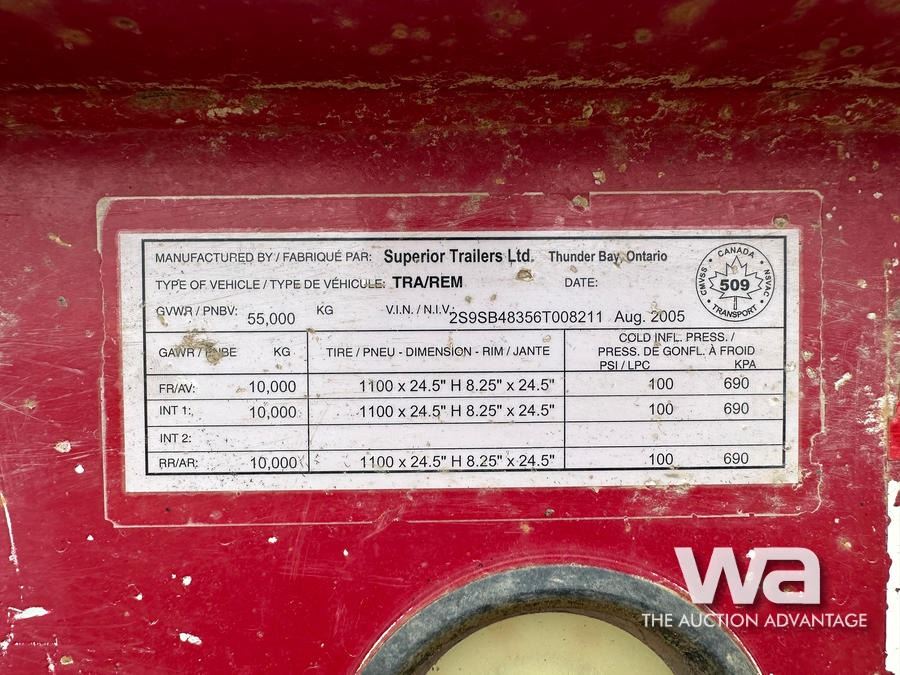 MANUFACTURED BY / FABRIQUÉ PAR: Superior Trailers Ltd. Thunder Bay, Ontario
TYPE OF VEHICLE / TYPE DE VÉHICULE: TRA/REM DATE:
GVWR / PNBV: 55,000 KG V.I.N. / N.I.V.: 2S9SB48356T008211 Aug. 2005
CANADA
CMVSS 509 NSVAC
TRANSPORT
GAWR / PNBE KG TIRE / PNEU - DIMENSION - RIM / JANTE COLD INFL. PRESS. /
PRESS. DE GONFL. À FROID
PSI / LPC KPA
FR/AV: 10,000 1100 x 24.5" H 8.25" x 24.5" 100 690
INT 1: 10,000 1100 x 24.5" H 8.25" x 24.5" 100 690
INT 2:
RR/AR: 10,000 1100 x 24.5" H 8.25" x 24.5" 100 690
wa
THE AUCTION ADVANTAGE